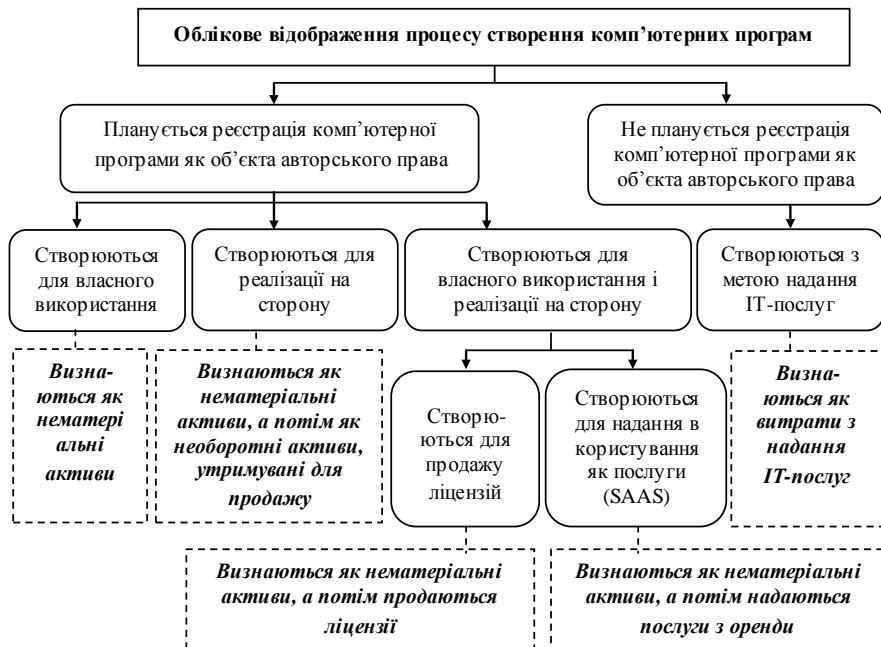 Облікове відображення процесу створення комп’ютерних програм
Планується реєстрація комп’ютерної
програми як об’єкта авторського права
Не планується реєстрація
комп’ютерної програми як
об’єкта авторського права
Створюються
для власного
використання
Створюються для
реалізації на
сторону
Створюються для
власного використання і
реалізації на сторону
Створюються з
метою надання
ІТ-послуг
Визна-
ються як
нематері
альні
активи
Визнаються як
нематеріальні
активи, а потім як
необоротні активи,
утримувані для
продажу
Створю-
ються для
продажу
ліцензій
Створюються
для надання в
користування
як послуги
(SAAS)
Визна-
ються як
витрати з
надання
ІТ-послуг
Визнаються як нематеріальні
активи, а потім продаються
ліцензії
Визнаються як нематеріальні
активи, а потім надаються
послуги з оренди